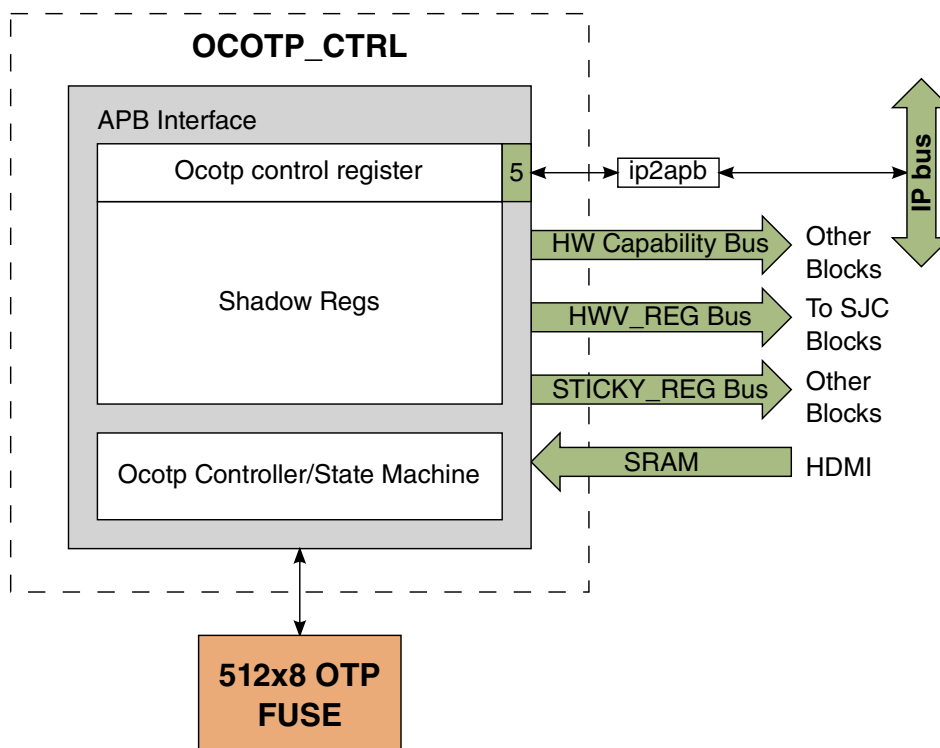 OCOTP_CTRL
APB Interface
Ocotp control register
5
ip2apb
IP bus
HW Capability Bus
Other
Blocks
Shadow Regs
HWV_REG Bus
To SJC
Blocks
STICKY_REG Bus
Other
Blocks
Ocotp Controller/State Machine
SRAM
HDMI
512x8 OTP
FUSE